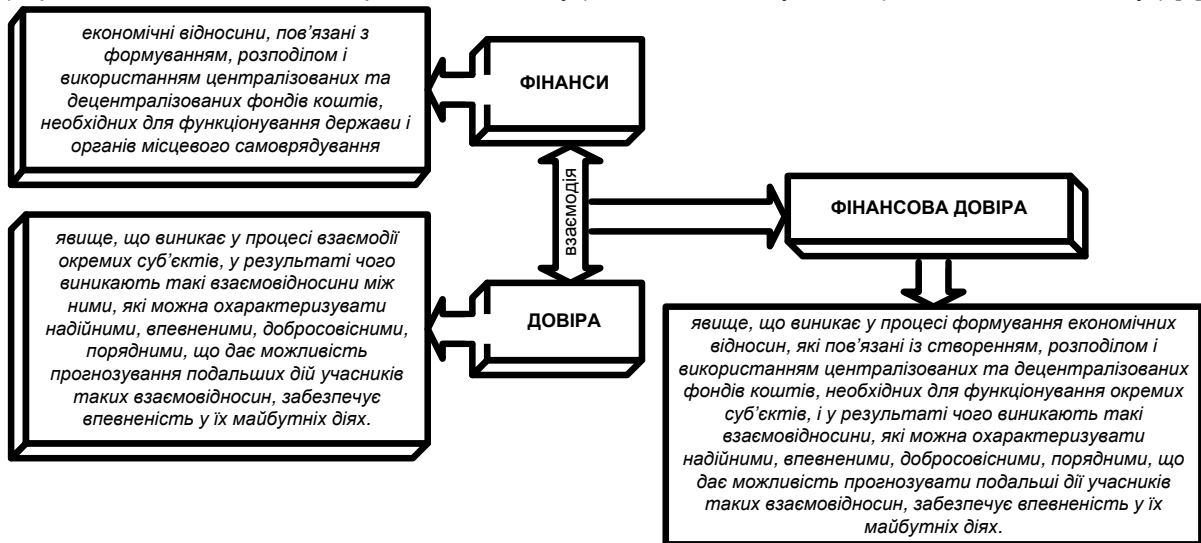 економічні відносини, пов'язані з
формуванням, розподілом і
використанням централізованих та
децентралізованих фондів коштів,
необхідних для функціонування держави і
органів місцевого самоврядування
ФІНАНСИ
взаємодія
ФІНАНСОВА ДОВІРА
явище, що виникає у процесі взаємодії
окремих суб'єктів, у результаті чого
виникають такі взаємовідносини між
ними, які можна охарактеризувати
надійними, впевненими, добросовісними,
порядними, що дає можливість
прогнозування подальших дій учасників
таких взаємовідносин, забезпечує
впевненість у їх майбутніх діях.
ДОВІРА
явище, що виникає у процесі формування економічних
відносин, які пов'язані із створенням, розподілом і
використанням централізованих та децентралізованих
фондів коштів, необхідних для функціонування окремих
суб'єктів, і у результаті чого виникають такі
взаємовідносини, які можна охарактеризувати
надійними, впевненими, добросовісними, порядними, що
дає можливість прогнозувати подальші дії учасників
таких взаємовідносин, забезпечує впевненість у їх
майбутніх діях.